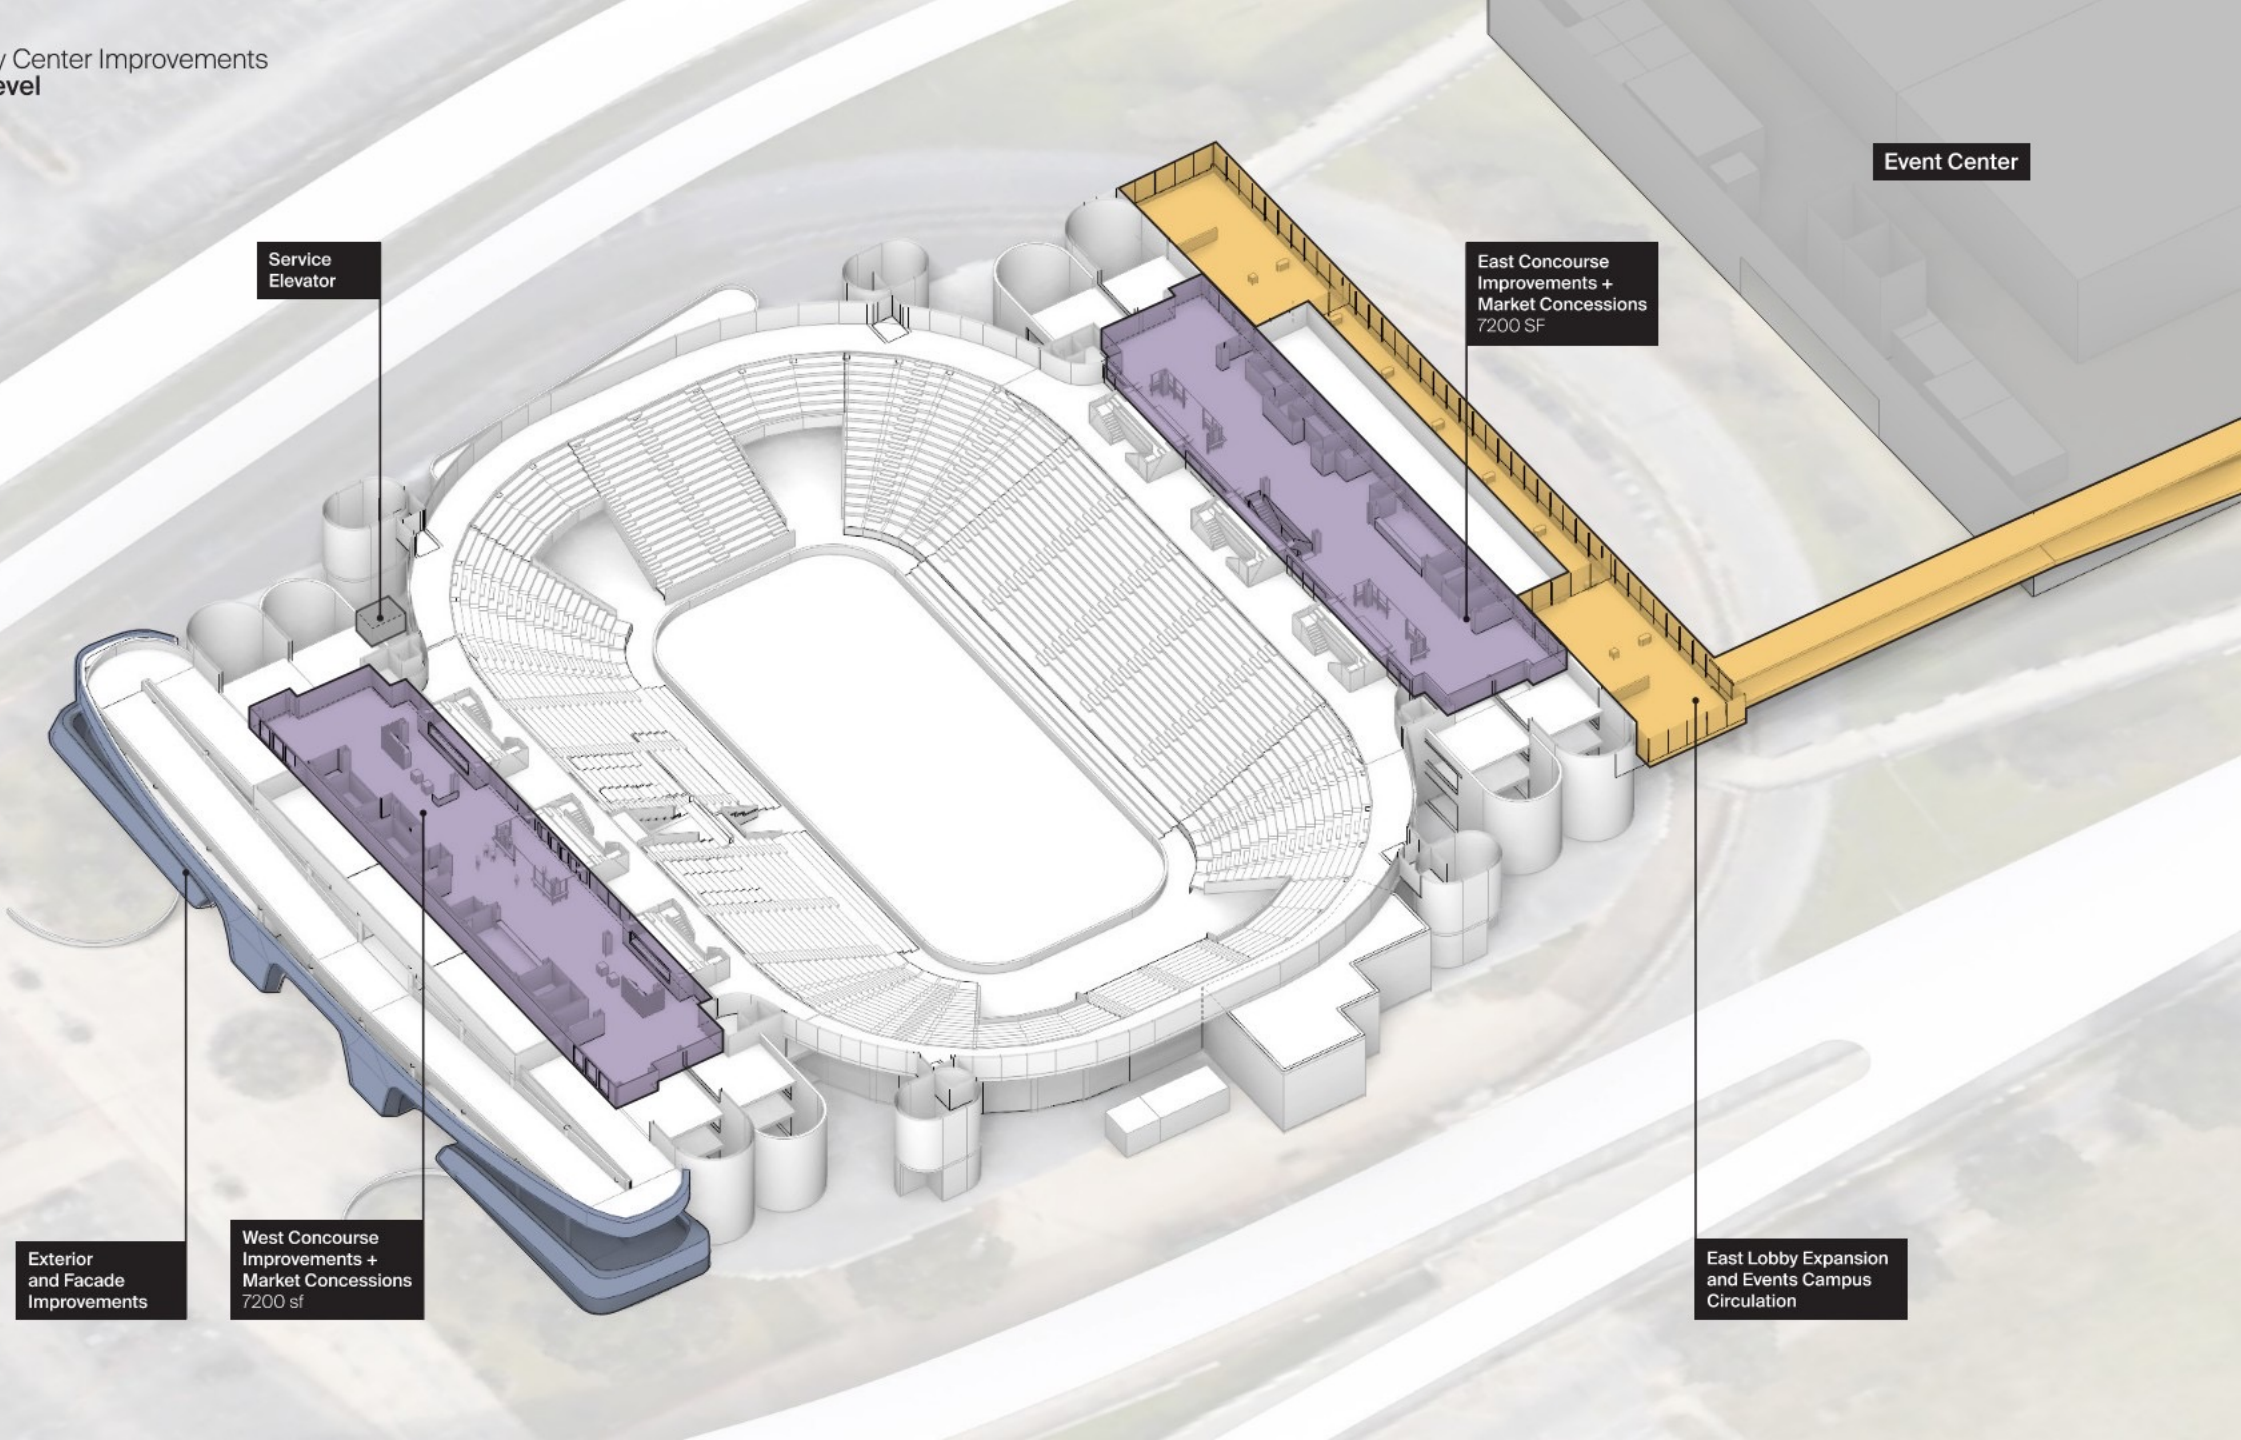 Center Improvements
Service
Elevator
Event Center
East Concourse
Improvements +
Market Concessions
7200 SF
Exterior
and Facade
Improvements
West Concourse
Improvements +
Market Concessions
7200 sf
East Lobby Expansion
and Events Campus
Circulation